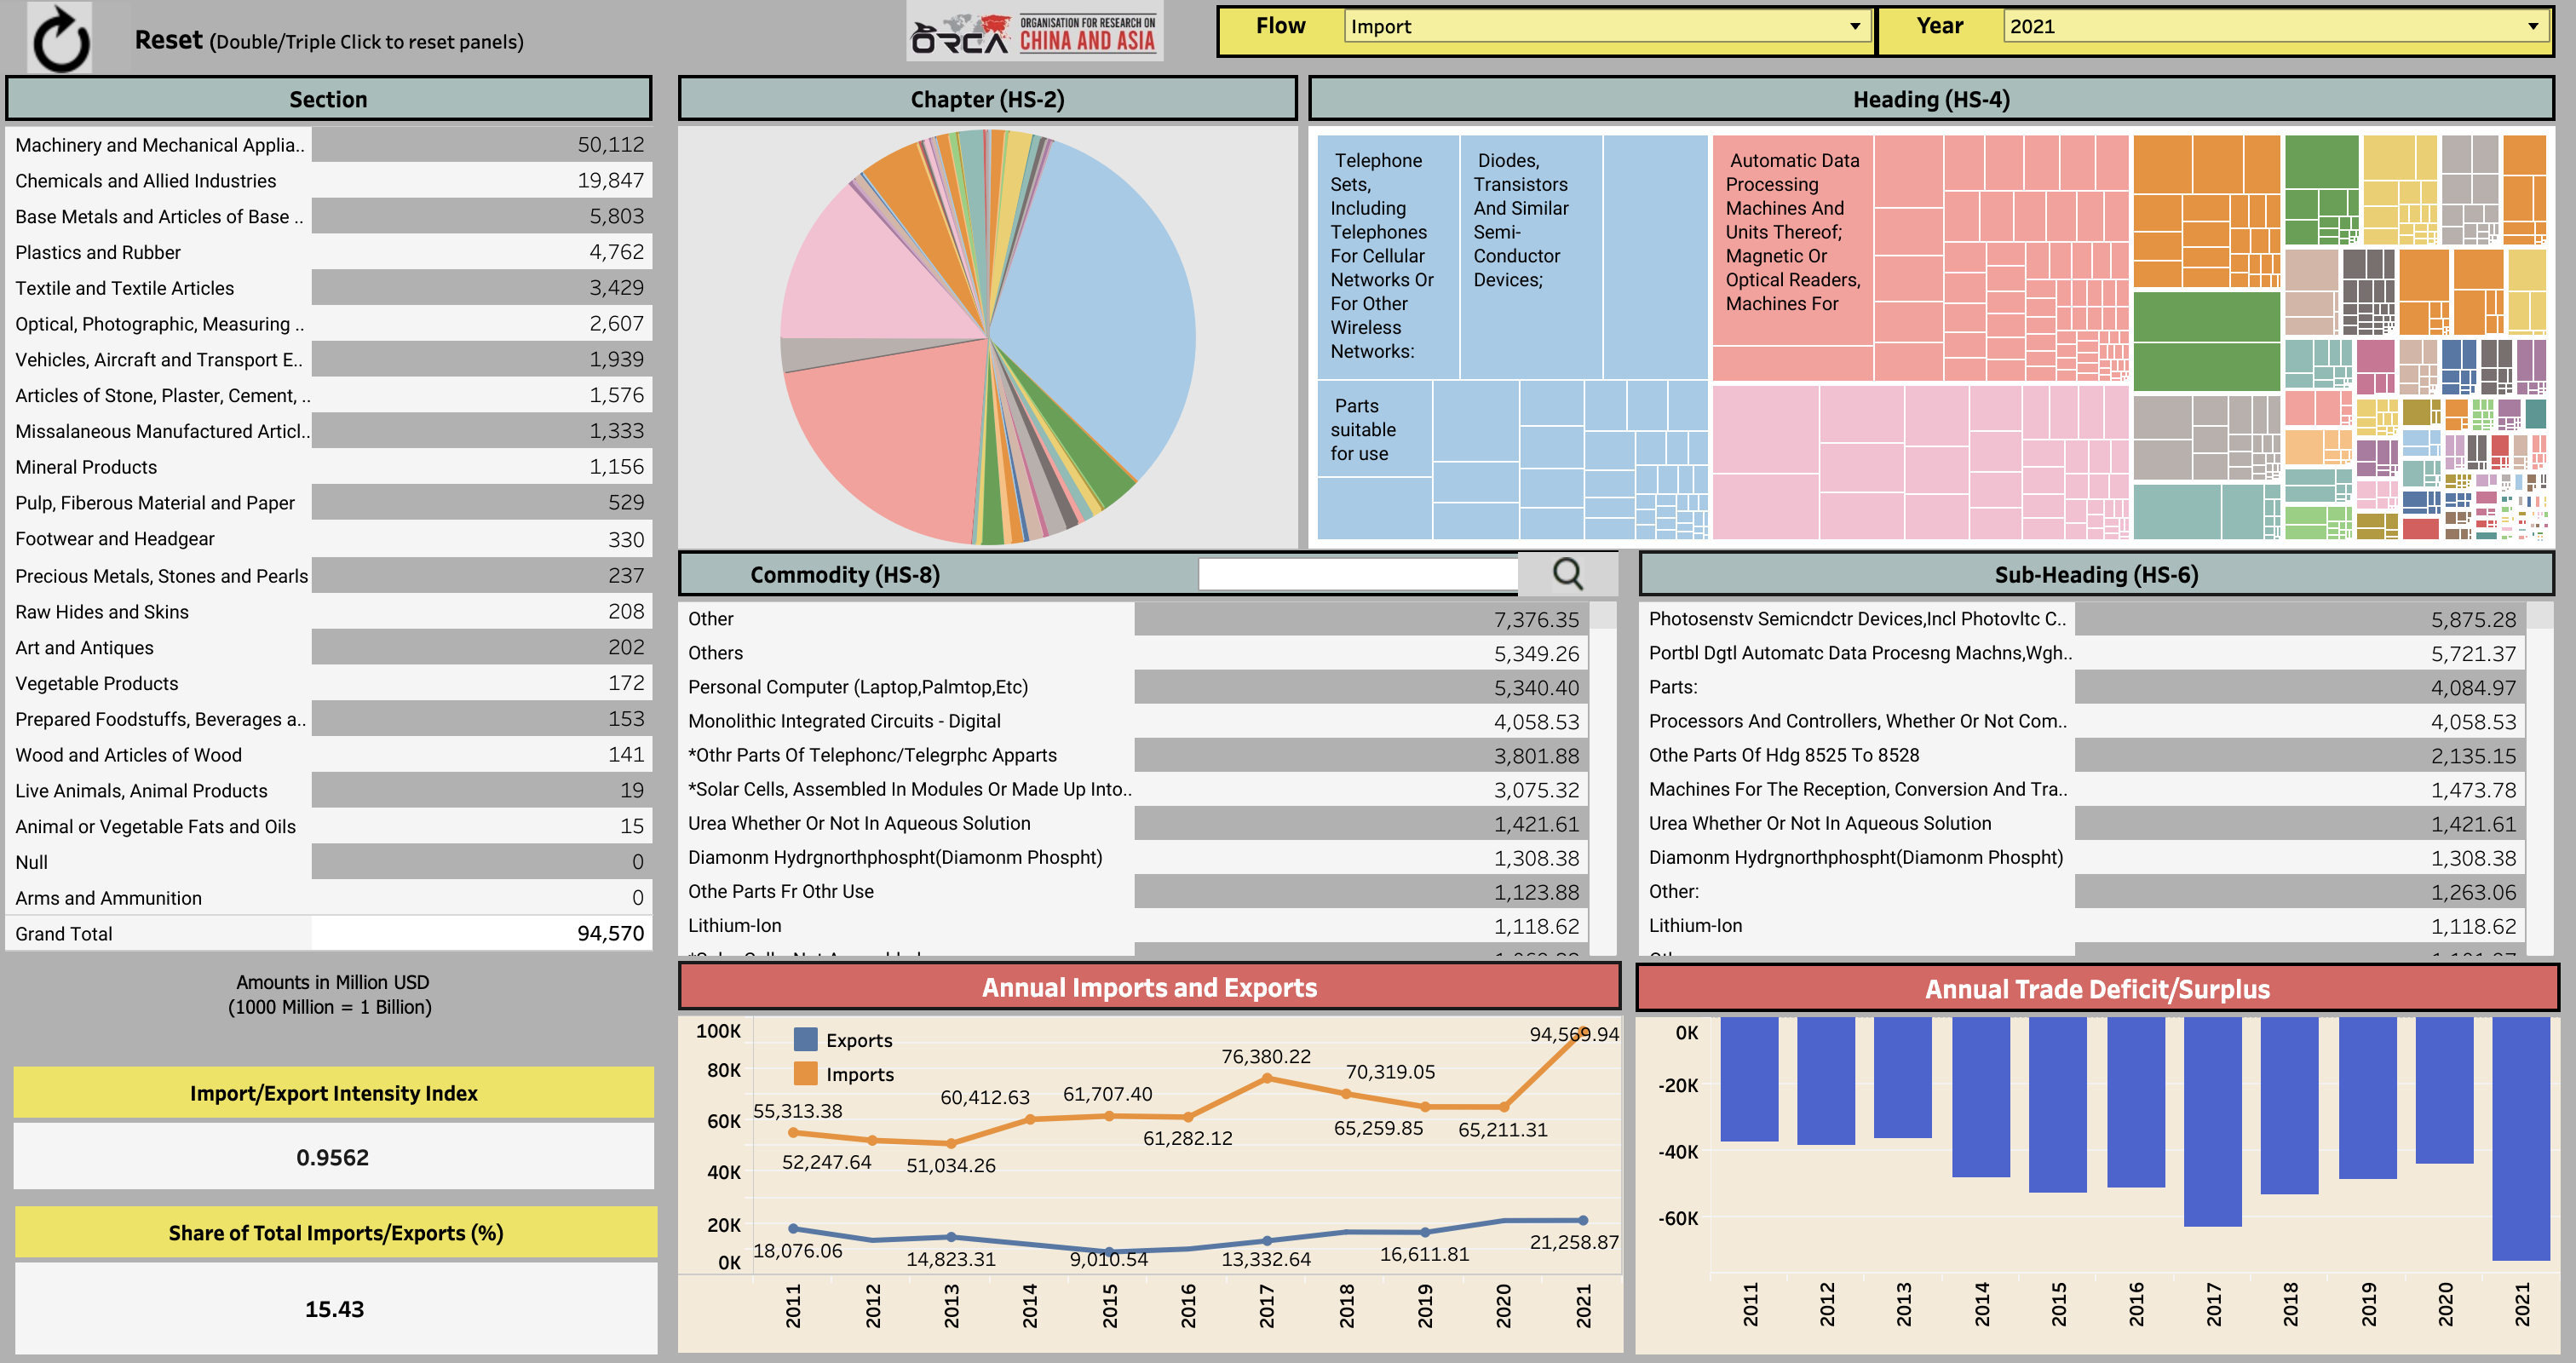 Reset (Double/Triple Click to reset panels)
ORCA
ORGANISATION FOR RESEARCH ON
CHINA AND ASIA
Flow
Import
Year
2021
Section
Machinery and Mechanical Applia.. 50,112
Chemicals and Allied Industries 19,847
Base Metals and Articles of Base .. 5,803
Plastics and Rubber 4,762
Textile and Textile Articles 3,429
Optical, Photographic, Measuring .. 2,607
Vehicles, Aircraft and Transport E.. 1,939
Articles of Stone, Plaster, Cement, .. 1,576
Missalaneous Manufactured Articl.. 1,333
Mineral Products 1,156
Pulp, Fiberous Material and Paper 529
Footwear and Headgear 330
Precious Metals, Stones and Pearls 237
Raw Hides and Skins 208
Art and Antiques 202
Vegetable Products 172
Prepared Foodstuffs, Beverages a.. 153
Wood and Articles of Wood 141
Live Animals, Animal Products 19
Animal or Vegetable Fats and Oils 15
Null 0
Arms and Ammunition 0
Grand Total 94,570
Amounts in Million USD
(1000 Million = 1 Billion)
Import/Export Intensity Index
0.9562
Share of Total Imports/Exports (%)
15.43
Chapter (HS-2)
Heading (HS-4)
Telephone
Sets,
Including
Telephones
For Cellular
Networks Or
For Other
Wireless
Networks:
Diodes,
Transistors
And Similar
Semi-
Conductor
Devices;
Automatic Data
Processing
Machines And
Units Thereof;
Magnetic Or
Optical Readers,
Machines For
Parts
suitable
for use
Commodity (HS-8)
Other 7,376.35
Others 5,349.26
Personal Computer (Laptop,Palmtop,Etc) 5,340.40
Monolithic Integrated Circuits - Digital 4,058.53
*Othr Parts Of Telephonc/Telegrphc Apparts 3,801.88
*Solar Cells, Assembled In Modules Or Made Up Into.. 3,075.32
Urea Whether Or Not In Aqueous Solution 1,421.61
Diamonm Hydrgnorthphospht(Diamonm Phospht) 1,308.38
Othe Parts Fr Othr Use 1,123.88
Lithium-Ion 1,118.62
Sub-Heading (HS-6)
Photosenstv Semicndctr Devices,Incl Photovltc C.. 5,875.28
Portbl Dgtl Automatc Data Procesng Machns,Wgh.. 5,721.37
Parts: 4,084.97
Processors And Controllers, Whether Or Not Com.. 4,058.53
Othe Parts Of Hdg 8525 To 8528 2,135.15
Machines For The Reception, Conversion And Tra.. 1,473.78
Urea Whether Or Not In Aqueous Solution 1,421.61
Diamonm Hydrgnorthphospht(Diamonm Phospht) 1,308.38
Other: 1,263.06
Lithium-Ion 1,118.62
Annual Imports and Exports
Exports
Imports
100K
80K
60K
40K
20K
0K
55,313.38
52,247.64
51,034.26
60,412.63
61,707.40
61,282.12
76,380.22
70,319.05
65,259.85
65,211.31
94,569.94
18,076.06
14,823.31
9,010.54
13,332.64
16,611.81
21,258.87
2011 2012 2013 2014 2015 2016 2017 2018 2019 2020 2021
Annual Trade Deficit/Surplus
0K
-20K
-40K
-60K
2011 2012 2013 2014 2015 2016 2017 2018 2019 2020 2021